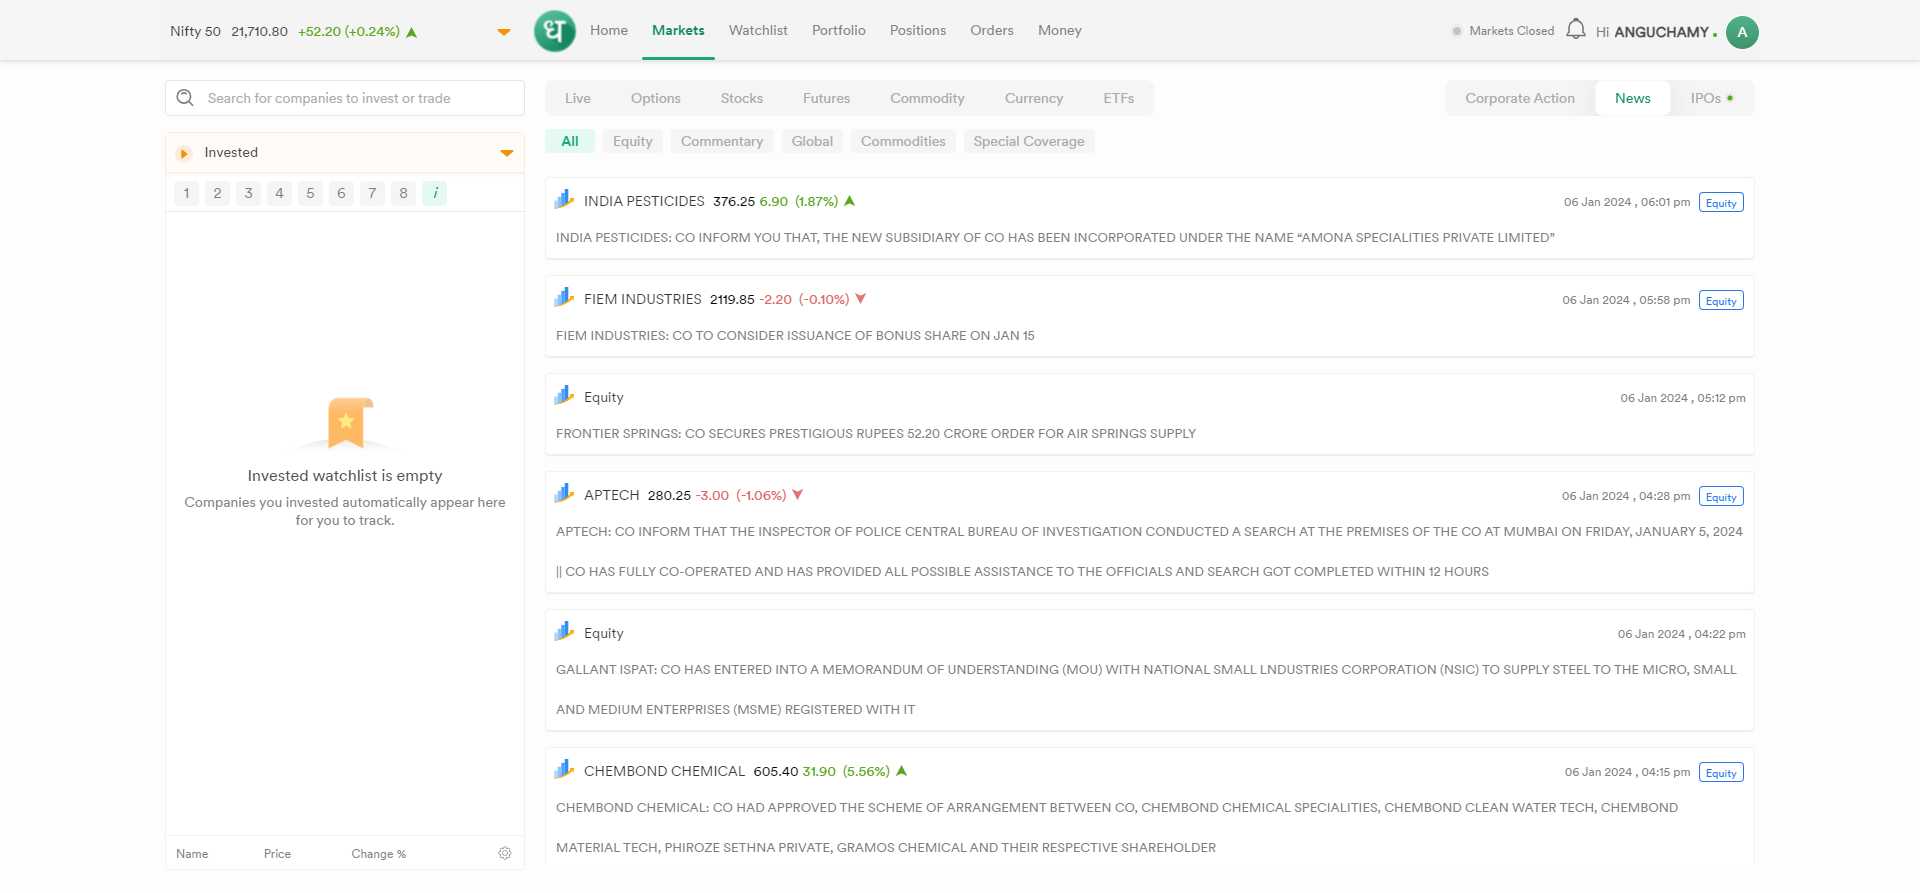 Nifty 50 21,710.80 +52.20 (+0.24%)
ध
Home Markets Watchlist Portfolio Positions Orders Money
Markets Closed Hi ANGUCHAMY A
Search for companies to invest or trade
Invested
1 2 3 4 5 6 7 8 i
Invested watchlist is empty
Companies you invested automatically appear here
for you to track.
Name Price Change %
Live Options Stocks Futures Commodity Currency ETFs
Corporate Action News IPOs
All Equity Commentary Global Commodities Special Coverage
INDIA PESTICIDES 376.25 6.90 (1.87%) 06 Jan 2024 , 06:01 pm Equity
INDIA PESTICIDES: CO INFORM YOU THAT, THE NEW SUBSIDIARY OF CO HAS BEEN INCORPORATED UNDER THE NAME “AMONA SPECIALITIES PRIVATE LIMITED”
FIEM INDUSTRIES 2119.85 -2.20 (-0.10%) 06 Jan 2024 , 05:58 pm Equity
FIEM INDUSTRIES: CO TO CONSIDER ISSUANCE OF BONUS SHARE ON JAN 15
Equity 06 Jan 2024 , 05:12 pm
FRONTIER SPRINGS: CO SECURES PRESTIGIOUS RUPEES 52.20 CRORE ORDER FOR AIR SPRINGS SUPPLY
APTECH 280.25 -3.00 (-1.06%) 06 Jan 2024 , 04:28 pm Equity
APTECH: CO INFORM THAT THE INSPECTOR OF POLICE CENTRAL BUREAU OF INVESTIGATION CONDUCTED A SEARCH AT THE PREMISES OF THE CO AT MUMBAI ON FRIDAY, JANUARY 5, 2024
|| CO HAS FULLY CO-OPERATED AND HAS PROVIDED ALL POSSIBLE ASSISTANCE TO THE OFFICIALS AND SEARCH GOT COMPLETED WITHIN 12 HOURS
Equity 06 Jan 2024 , 04:22 pm
GALLANT ISPAT: CO HAS ENTERED INTO A MEMORANDUM OF UNDERSTANDING (MOU) WITH NATIONAL SMALL LNDUSTRIES CORPORATION (NSIC) TO SUPPLY STEEL TO THE MICRO, SMALL
AND MEDIUM ENTERPRISES (MSME) REGISTERED WITH IT
CHEMBOND CHEMICAL 605.40 31.90 (5.56%) 06 Jan 2024 , 04:15 pm Equity
CHEMBOND CHEMICAL: CO HAD APPROVED THE SCHEME OF ARRANGEMENT BETWEEN CO, CHEMBOND CHEMICAL SPECIALITIES, CHEMBOND CLEAN WATER TECH, CHEMBOND
MATERIAL TECH, PHIROZE SETHNA PRIVATE, GRAMOS CHEMICAL AND THEIR RESPECTIVE SHAREHOLDER